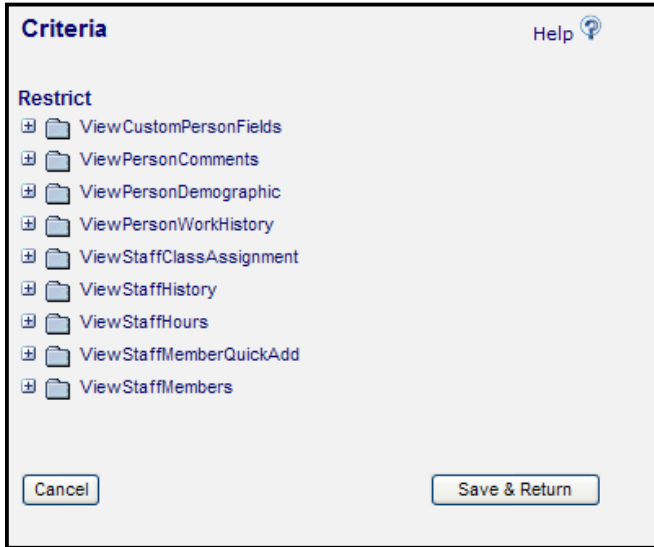 Criteria
Help
Restrict
ViewCustomPersonFields
ViewPersonComments
ViewPersonDemographic
ViewPersonWorkHistory
ViewStaffClassAssignment
ViewStaffHistory
ViewStaffHours
ViewStaffMemberQuickAdd
ViewStaffMembers
Cancel
Save & Return